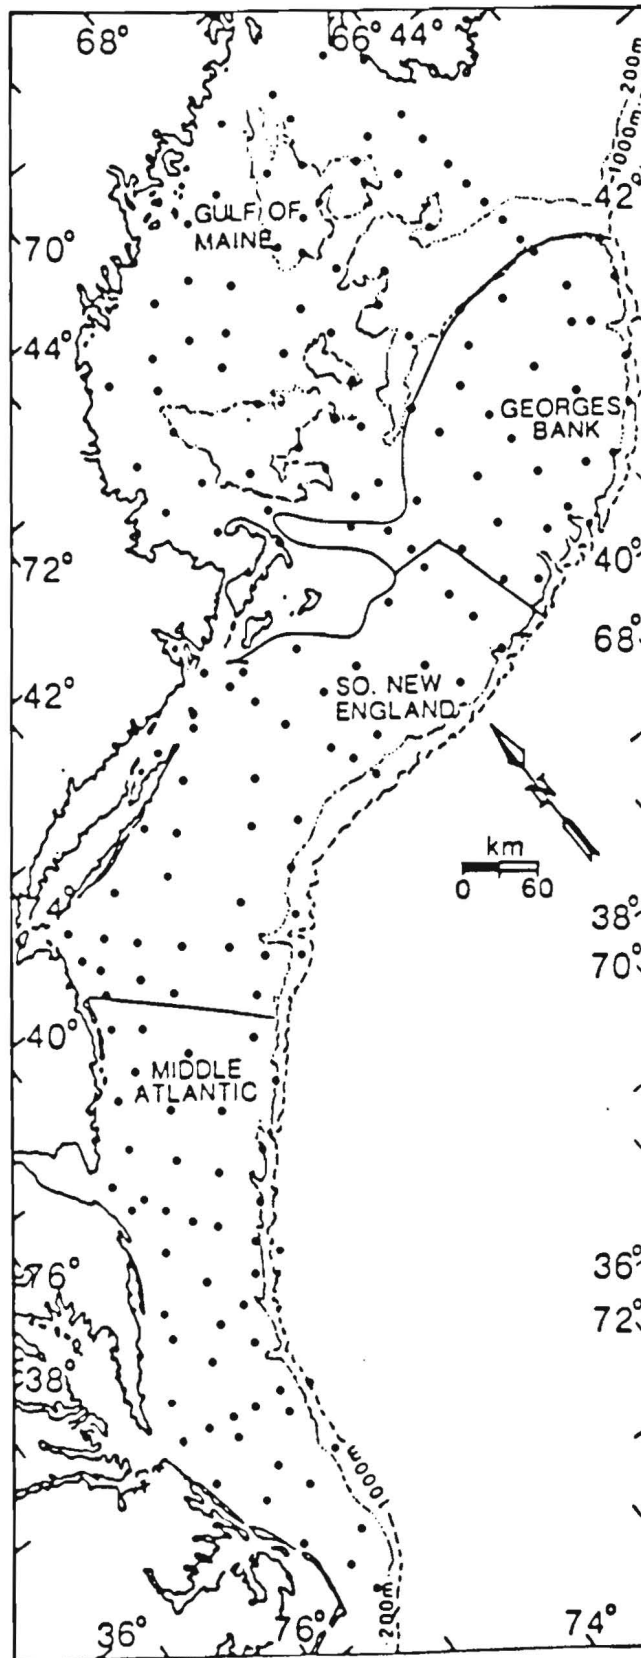 68° 66° 44°
200m
1000m
42°
GULF OF
MAINE
70°
44°
GEORGES
BANK
72°
40°
68°
SO. NEW
ENGLAND
42°
N
km
0 60
38°
70°
40°
MIDDLE
ATLANTIC
36°
76°
72°
38°
1000m
200m
36° 76° 74°